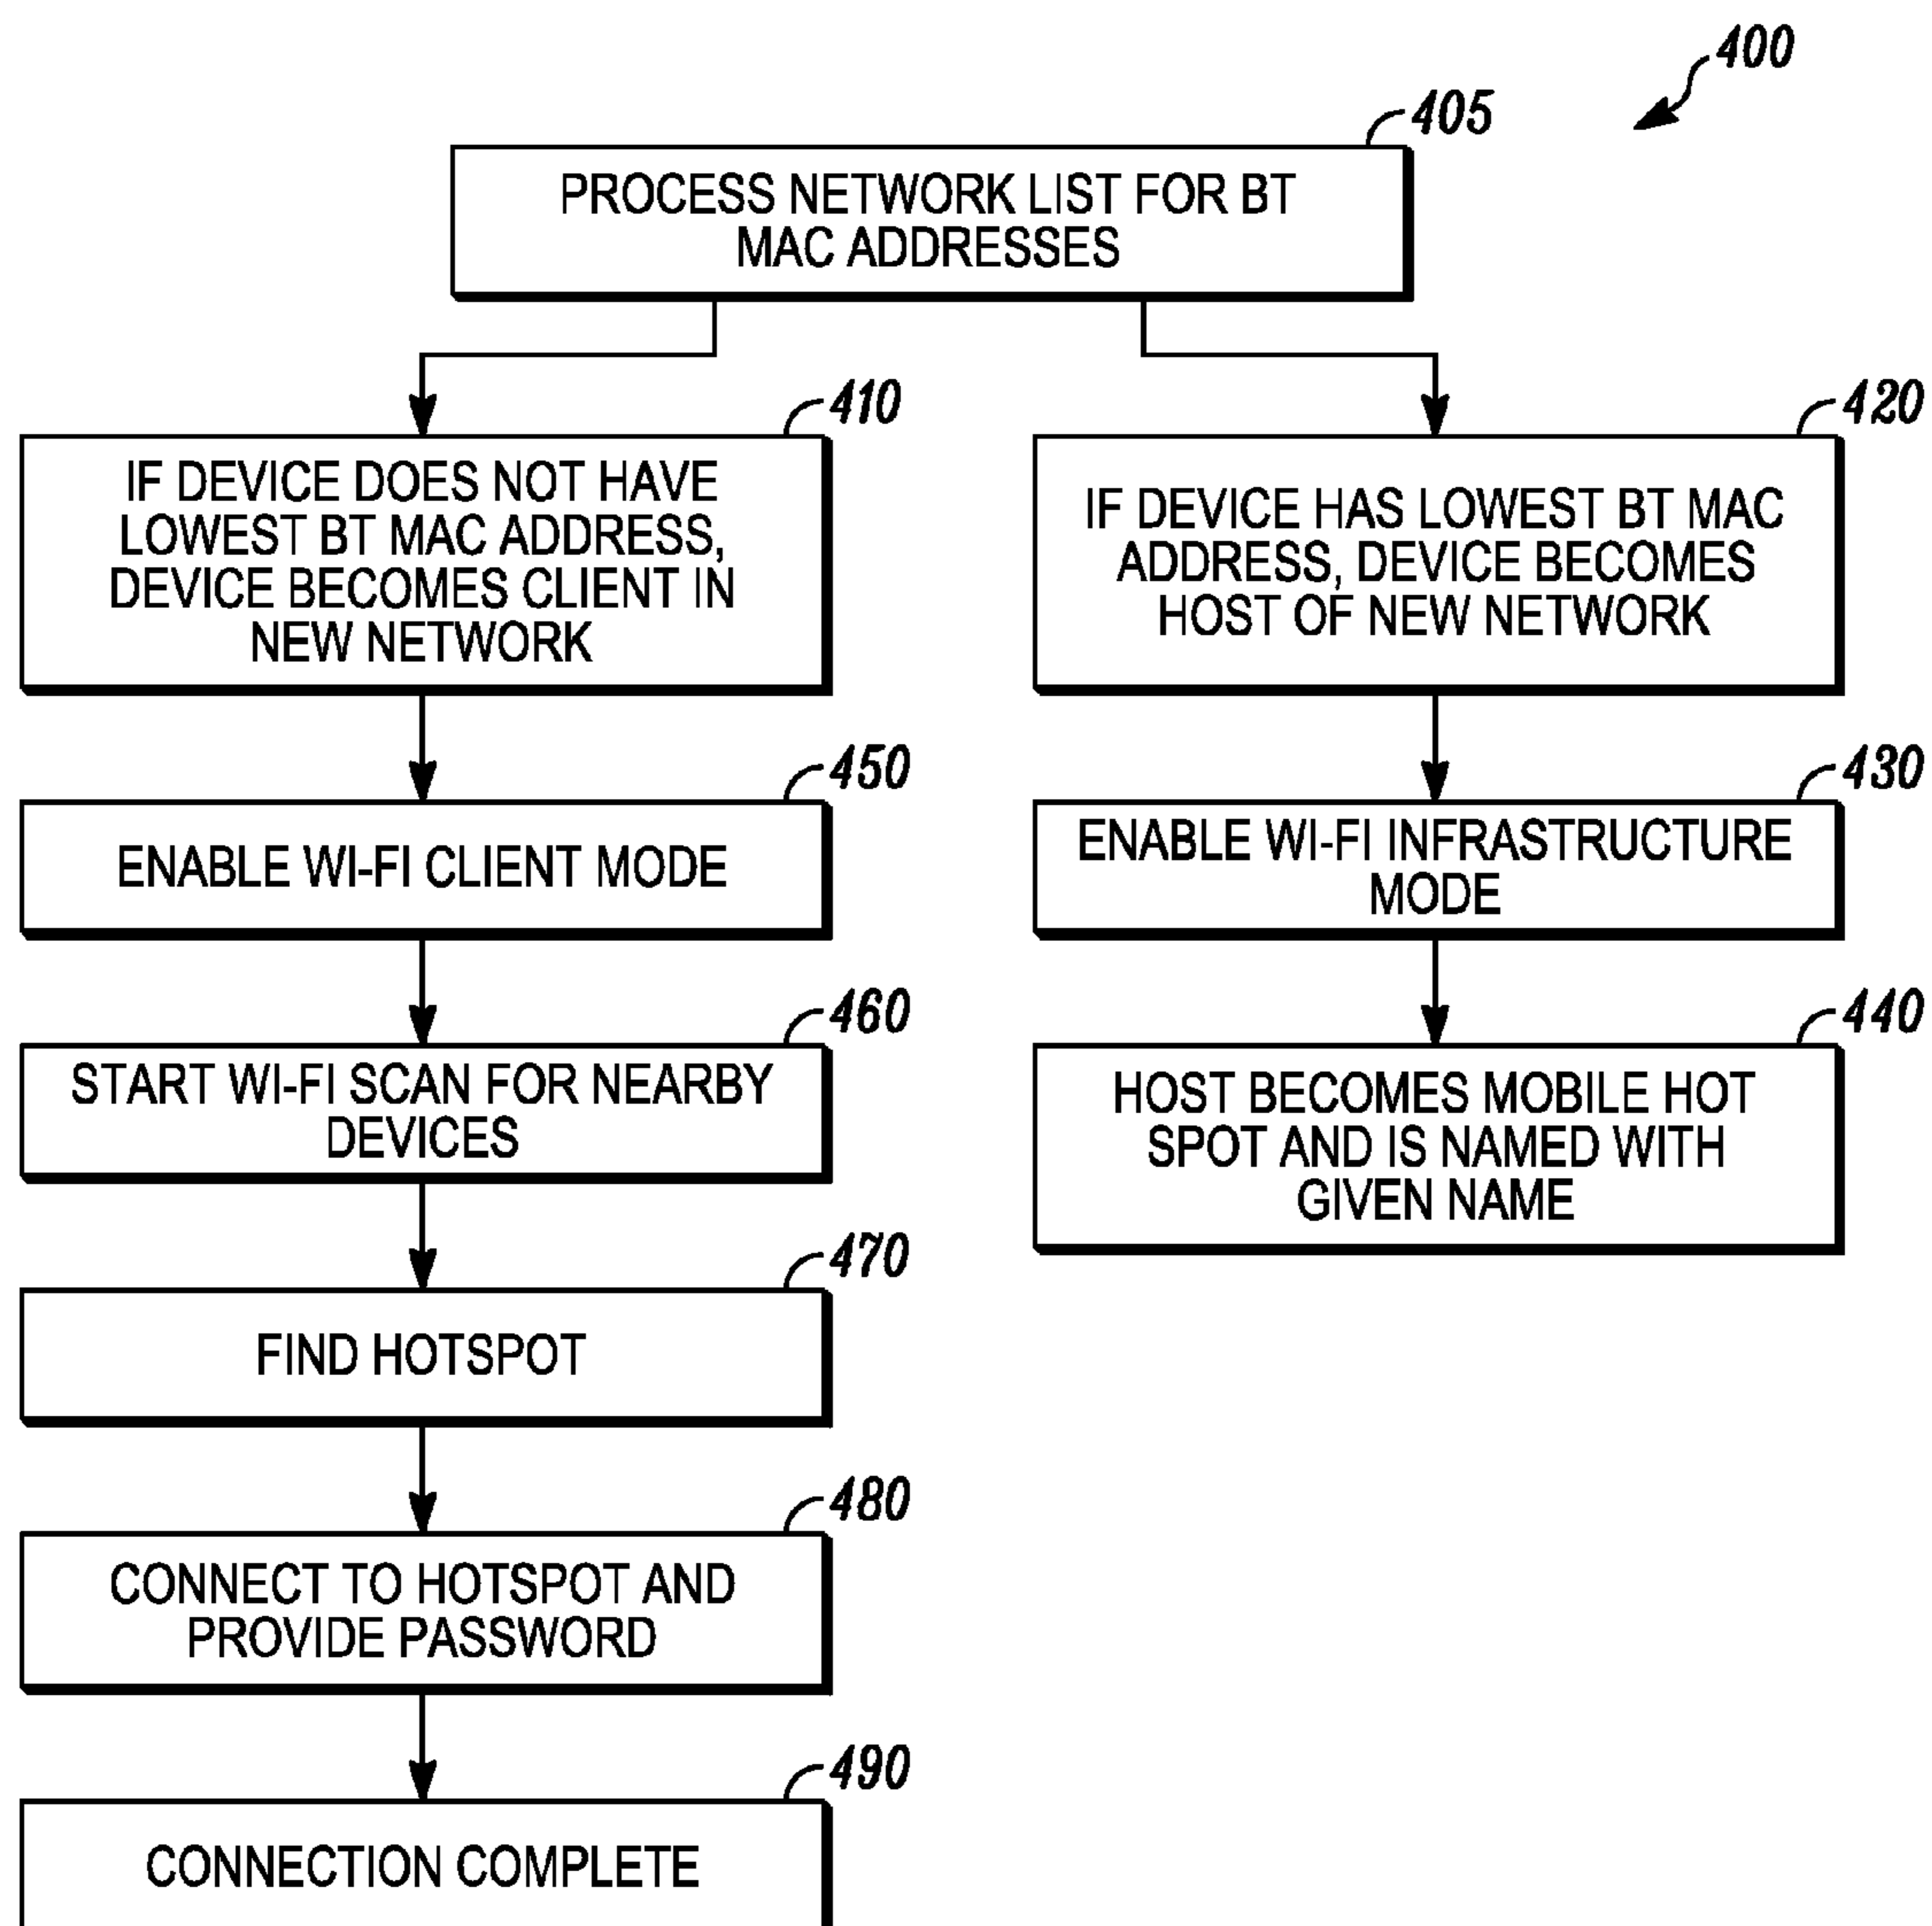 400
405
PROCESS NETWORK LIST FOR BT
MAC ADDRESSES
410
IF DEVICE DOES NOT HAVE
LOWEST BT MAC ADDRESS,
DEVICE BECOMES CLIENT IN
NEW NETWORK
420
IF DEVICE HAS LOWEST BT MAC
ADDRESS, DEVICE BECOMES
HOST OF NEW NETWORK
450
ENABLE WI-FI CLIENT MODE
430
ENABLE WI-FI INFRASTRUCTURE
MODE
460
START WI-FI SCAN FOR NEARBY
DEVICES
440
HOST BECOMES MOBILE HOT
SPOT AND IS NAMED WITH
GIVEN NAME
470
FIND HOTSPOT
480
CONNECT TO HOTSPOT AND
PROVIDE PASSWORD
490
CONNECTION COMPLETE